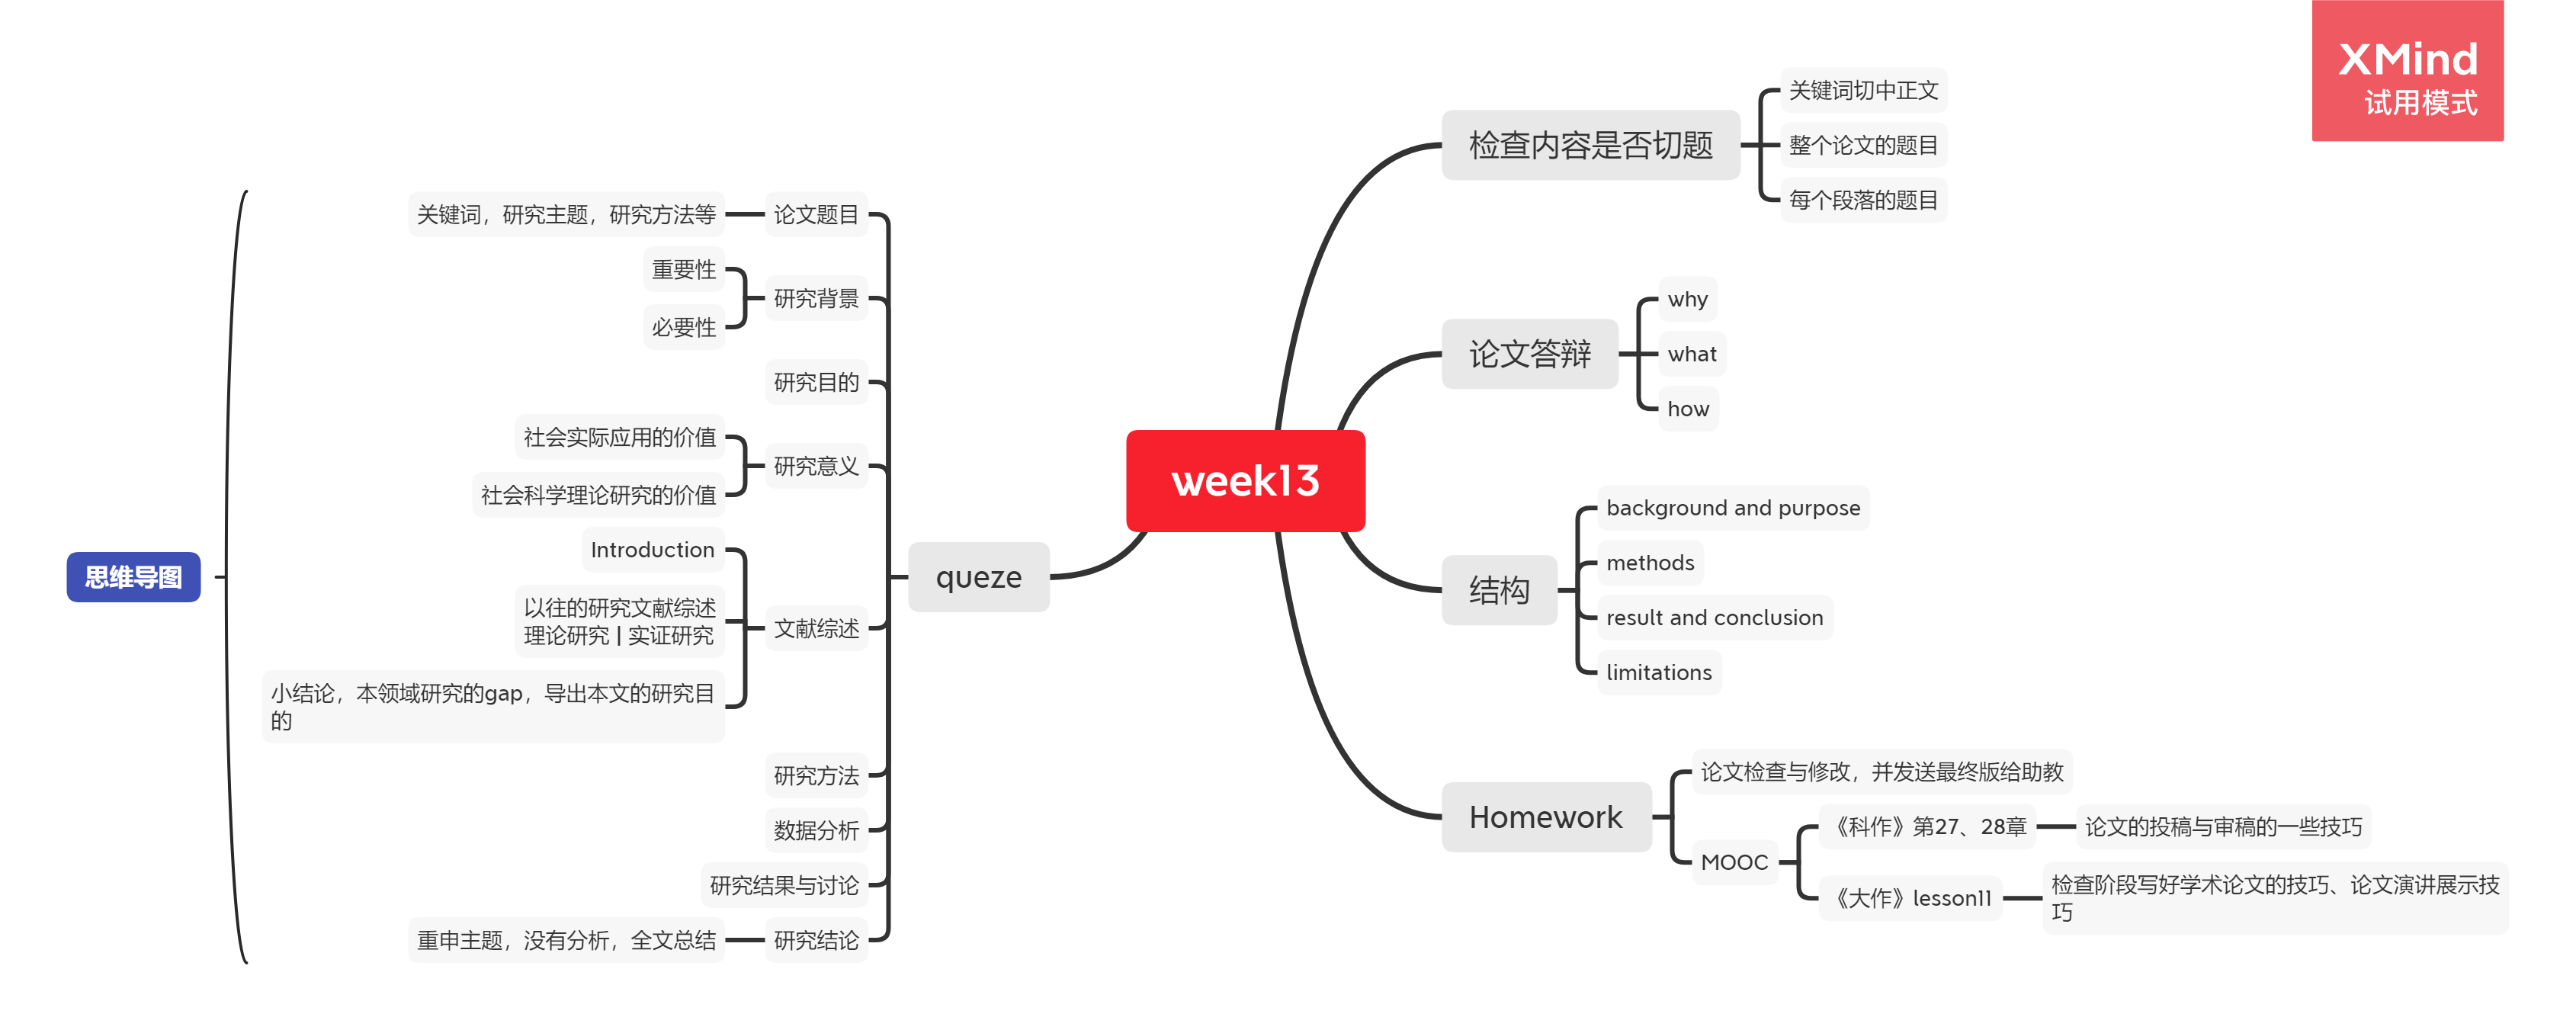 XMind
试用模式
week13
检查内容是否切题
关键词切中正文
整个论文的题目
每个段落的题目
论文答辩
why
what
how
结构
background and purpose
methods
result and conclusion
limitations
Homework
论文检查与修改，并发送最终版给助教
MOOC
《科作》第27、28章
论文的投稿与审稿的一些技巧
《大作》lesson11
检查阶段写好学术论文的技巧、论文演讲展示技
巧
queze
论文题目
关键词，研究主题，研究方法等
研究背景
重要性
必要性
研究目的
研究意义
社会实际应用的价值
社会科学理论研究的价值
文献综述
Introduction
以往的研究文献综述
理论研究 | 实证研究
小结论，本领域研究的gap，导出本文的研究目
的
研究方法
数据分析
研究结果与讨论
研究结论
重申主题，没有分析，全文总结
思维导图